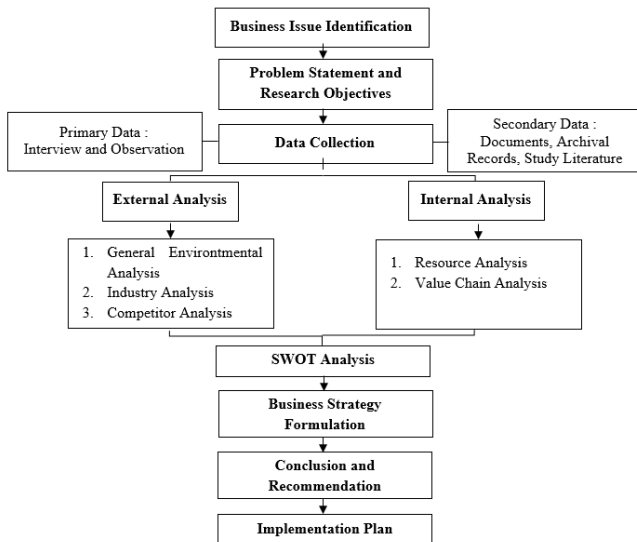 Business Issue Identification
Problem Statement and
Research Objectives
Primary Data :
Interview and Observation
Data Collection
Secondary Data :
Documents, Archival
Records, Study Literature
External Analysis
Internal Analysis
1. General Environtmental
Analysis
2. Industry Analysis
3. Competitor Analysis
1. Resource Analysis
2. Value Chain Analysis
SWOT Analysis
Business Strategy
Formulation
Conclusion and
Recommendation
Implementation Plan